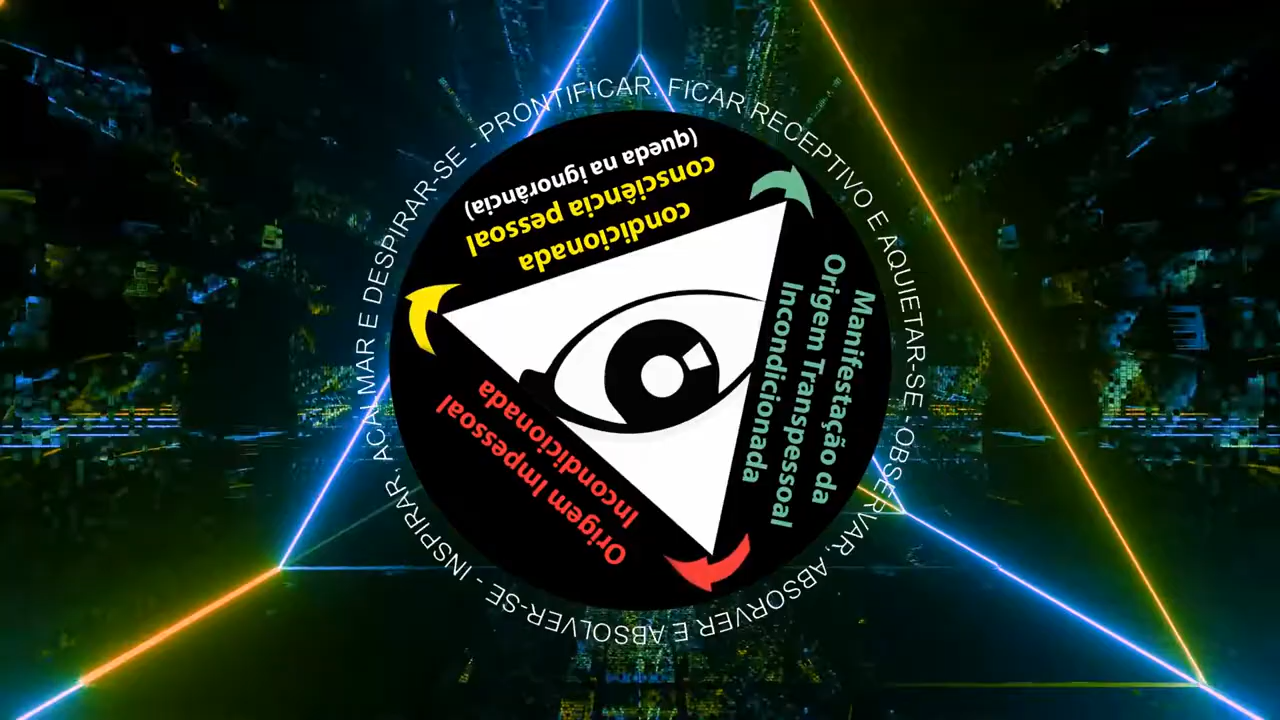 PRONTIFICAR, FICAR RECEPTIVO E AQUIETAR-SE - OBSERVAR, ABSORVER E ABSOLVER-SE - INSPIRAR, ACALMAR E DESPIRAR-SE -
condicionada
consciência pessoal
(queda na ignorância)
Manifestação da
Origem Transpessoal
Incondicionada
Origem Impessoal
Incondicionada